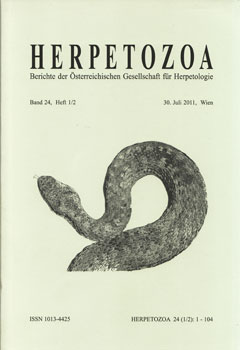 HERPETOZOA
Berichte der Österreichischen Gesellschaft für Herpetologie
Band 24, Heft 1/2 30. Juli 2011, Wien
ISSN 1013-4425 HERPETOZOA 24 (1/2): 1 - 104